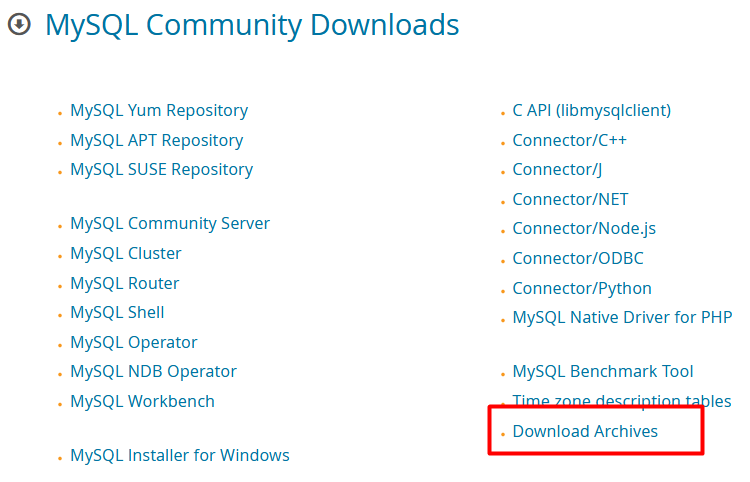 MySQL Community Downloads
MySQL Yum Repository
MySQL APT Repository
MySQL SUSE Repository
MySQL Community Server
MySQL Cluster
MySQL Router
MySQL Shell
MySQL Operator
MySQL NDB Operator
MySQL Workbench
MySQL Installer for Windows
C API (libmysqlclient)
Connector/C++
Connector/J
Connector/NET
Connector/Node.js
Connector/ODBC
Connector/Python
MySQL Native Driver for PHP
MySQL Benchmark Tool
Time zone description tables
Download Archives